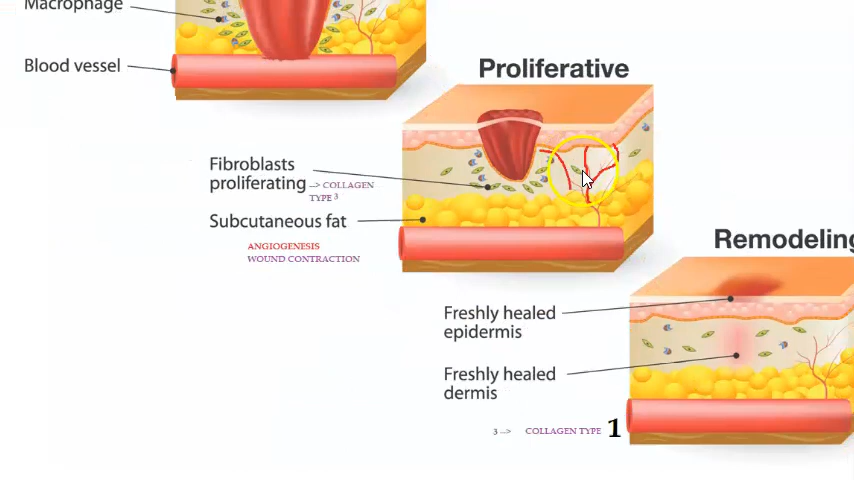 Macrophage
Blood vessel
Proliferative
Fibroblasts
proliferating --> COLLAGEN
TYPE 3
Subcutaneous fat
ANGIOGENESIS
WOUND CONTRACTION
Remodeling
Freshly healed
epidermis
Freshly healed
dermis
3 --> COLLAGEN TYPE 1